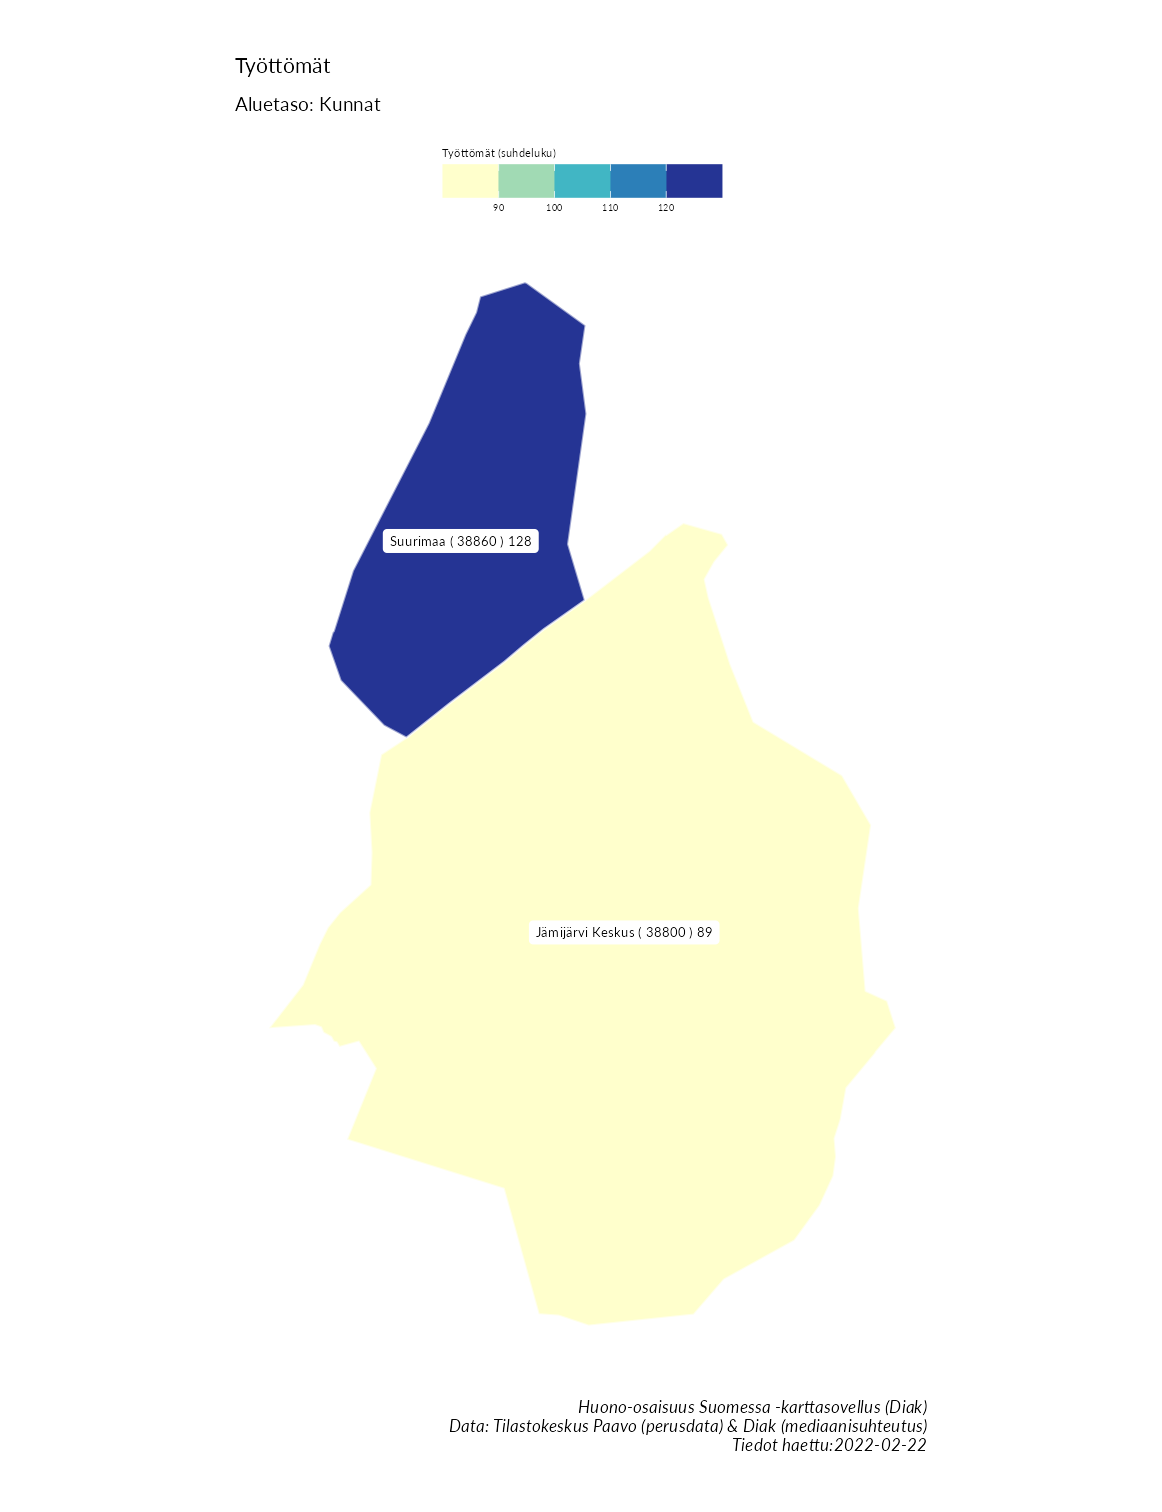 Työttömät
Aluetaso: Kunnat
Työttömät (suhdeluku)
90 100 110 120
Suurimaa ( 38860 ) 128
Jämijärvi Keskus ( 38800 ) 89
Huono-osaisuus Suomessa -karttasovellus (Diak)
Data: Tilastokeskus Paavo (perusdata) & Diak (mediaanisuhteutus)
Tiedot haettu:2022-02-22